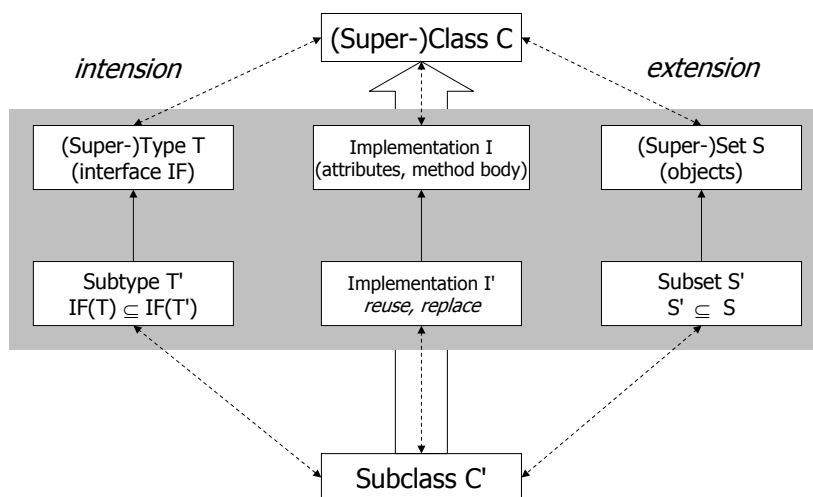 (Super-)Class C
intension
extension
(Super-)Type T
(interface IF)
Implementation I
(attributes, method body)
(Super-)Set S
(objects)
Subtype T'
IF(T) ⊆ IF(T')
Implementation I'
reuse, replace
Subset S'
S' ⊆ S
Subclass C'